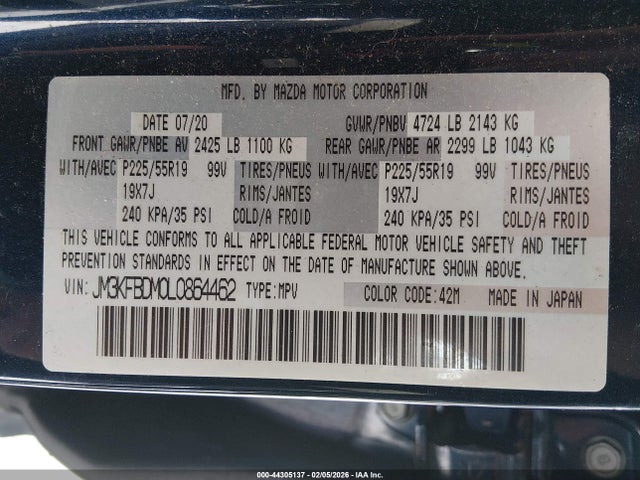 MFD. BY MAZDA MOTOR CORPORATION
DATE 07/20 GVWR/PNBV 4724 LB 2143 KG
FRONT GAWR/PNBE AV 2425 LB 1100 KG REAR GAWR/PNBE AR 2299 LB 1043 KG
WITH/AVEC P225/55R19 99V TIRES/PNEUS WITH/AVEC P225/55R19 99V TIRES/PNEUS
19X7J RIMS/JANTES 19X7J RIMS/JANTES
240 KPA/35 PSI COLD/A FROID 240 KPA/35 PSI COLD/A FROID
THIS VEHICLE CONFORMS TO ALL APPLICABLE FEDERAL MOTOR VEHICLE SAFETY AND THEFT
PREVENTION STANDARDS IN EFFECT ON THE DATE OF MANUFACTURE SHOWN ABOVE.
VIN: JM3KFBDM0L0864462 TYPE:MPV COLOR CODE:42M MADE IN JAPAN
000-44305137 - 02/05/2026 - IAA Inc.